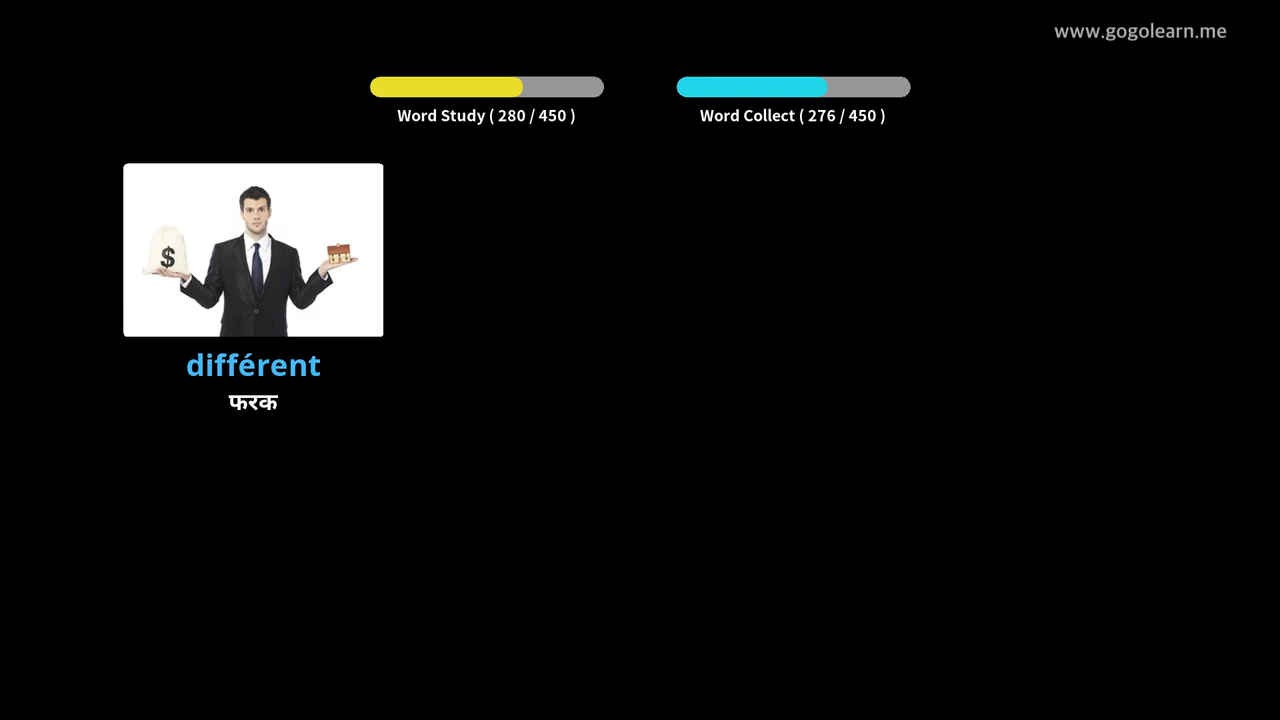 www.gogolearn.me
Word Study ( 280 / 450 )
Word Collect ( 276 / 450 )
$
différent
फरक